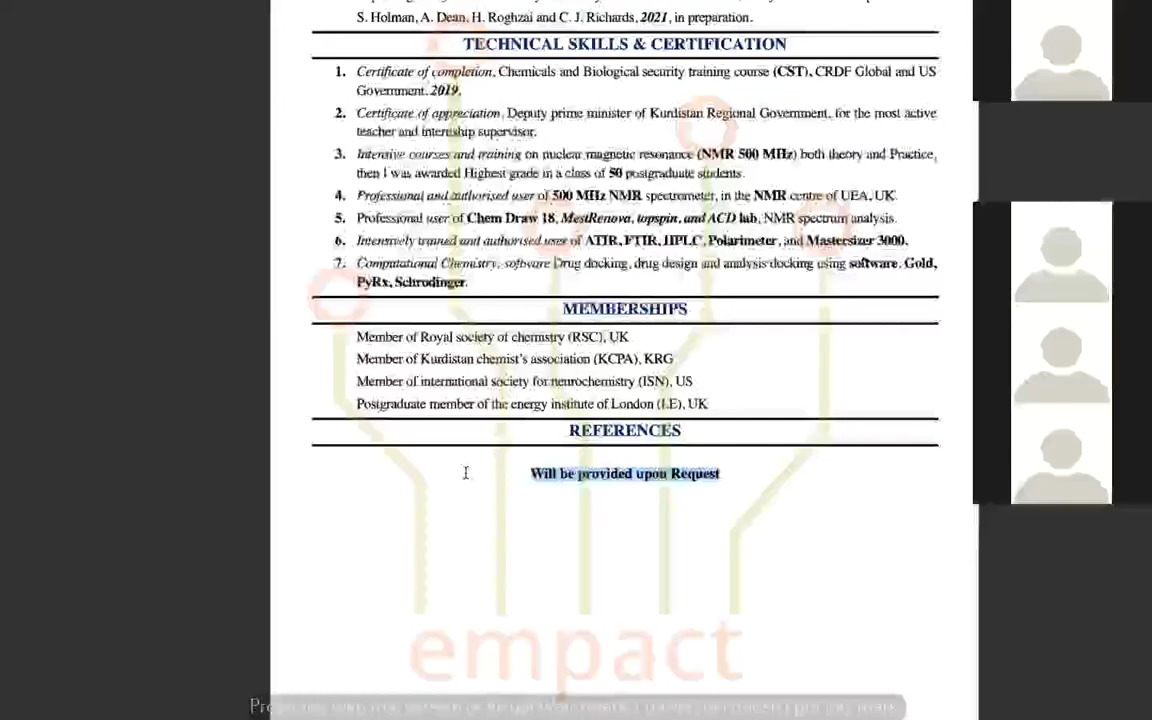 S. Holman, A. Dean, H. Roghzai and C. J. Richards, 2021, in preparation.
TECHNICAL SKILLS & CERTIFICATION
1. Certificate of completion, Chemicals and Biological security training course (CST), CRDF Global and US
Government, 2019.
2. Certificate of appreciation, Deputy prime minister of Kurdistan Regional Government, for the most active
teacher and internship supervisor.
3. Intensive courses and training on nuclear magnetic resonance (NMR 500 MHz) both theory and Practice,
then I was awarded Highest grade in a class of 50 postgraduate students.
4. Professional and authorised user of 500 MHz NMR spectrometer, in the NMR centre of UEA, UK.
5. Professional user of Chem Draw 18, MestRenova, topspin, and ACD lab, NMR spectrum analysis.
6. Intensively trained and authorised user of ATIR, FTIR, HPLC, Polarimeter, and Mastersizer 3000.
7. Computational Chemistry, software Drug docking, drug design and analysis docking using software, Gold,
PyRx, Schrodinger.
MEMBERSHIPS
Member of Royal society of chemistry (RSC), UK
Member of Kurdistan chemist's association (KCPA), KRG
Member of international society for neurochemistry (ISN), US
Postgraduate member of the energy institute of London (I.E), UK
REFERENCES
Will be provided upon Request
empact